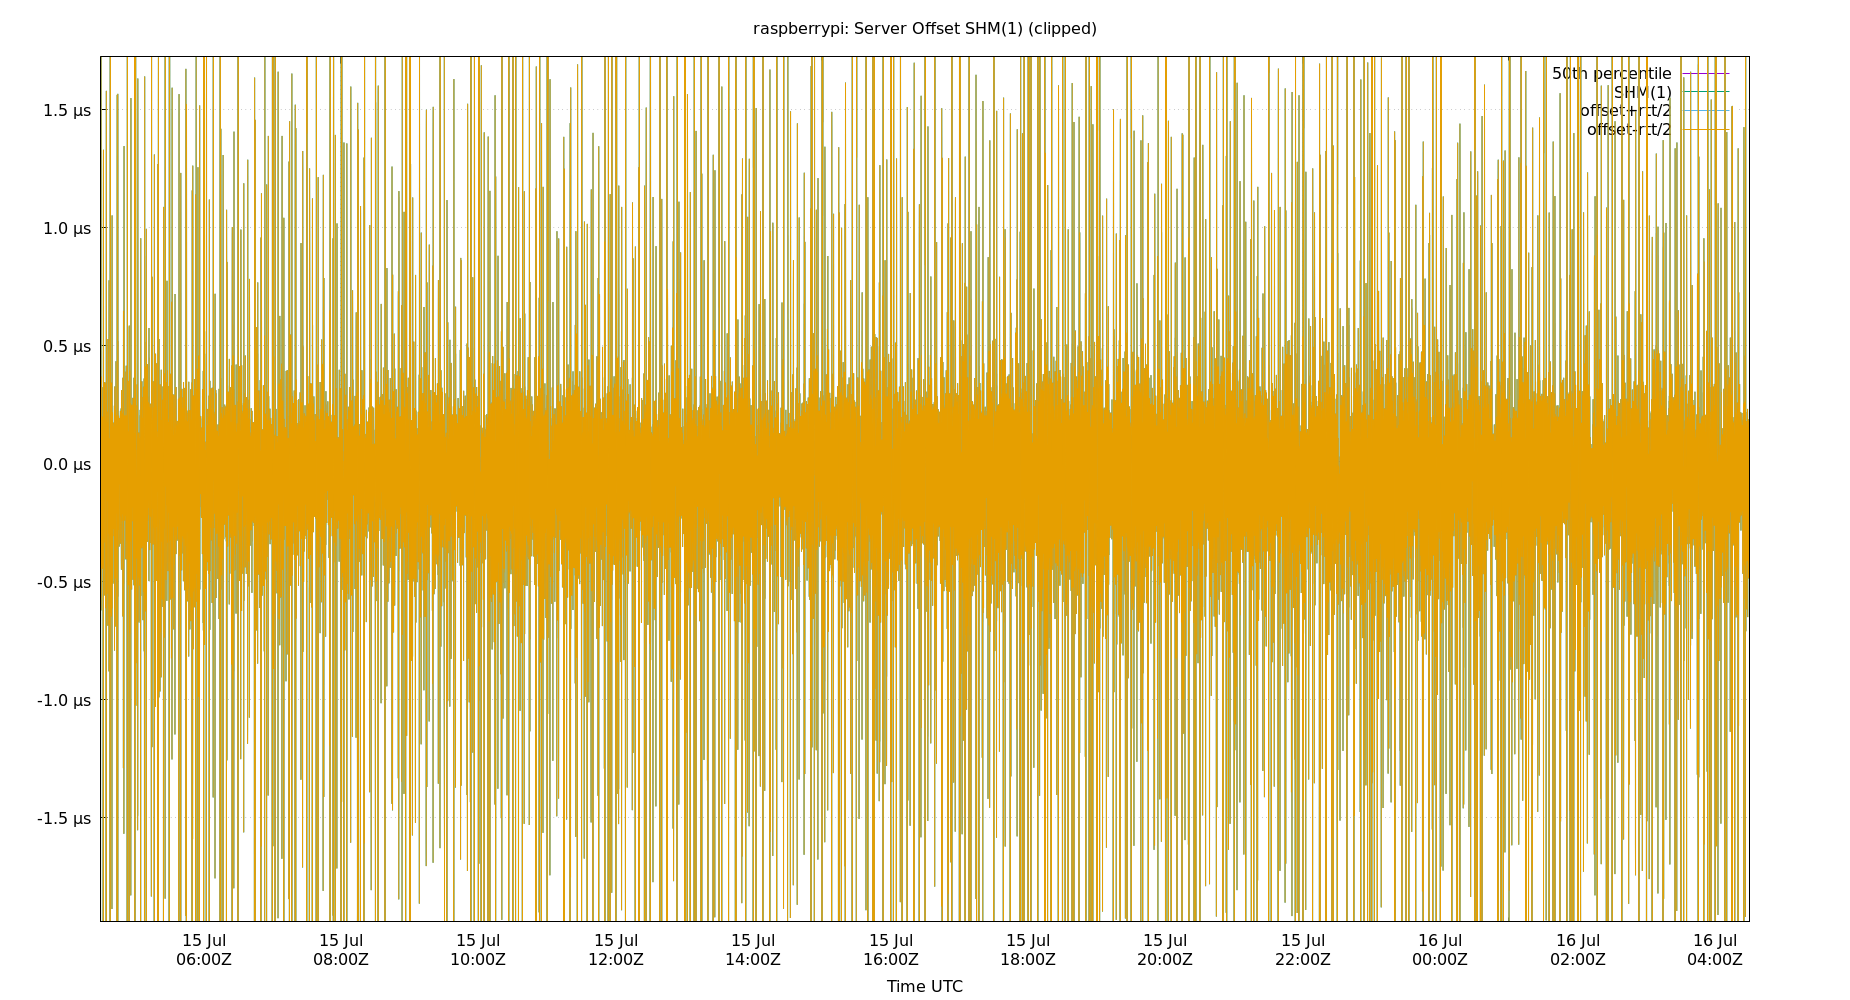 raspberrypi: Server Offset SHM(1) (clipped)
50th percentile
SHM(1)
offset+rtt/2
offset-rtt/2
1.5 µs
1.0 µs
0.5 µs
0.0 µs
-0.5 µs
-1.0 µs
-1.5 µs
15 Jul 15 Jul 15 Jul 15 Jul 15 Jul 15 Jul 15 Jul 15 Jul 15 Jul 16 Jul 16 Jul 16 Jul
06:00Z 08:00Z 10:00Z 12:00Z 14:00Z 16:00Z 18:00Z 20:00Z 22:00Z 00:00Z 02:00Z 04:00Z
Time UTC